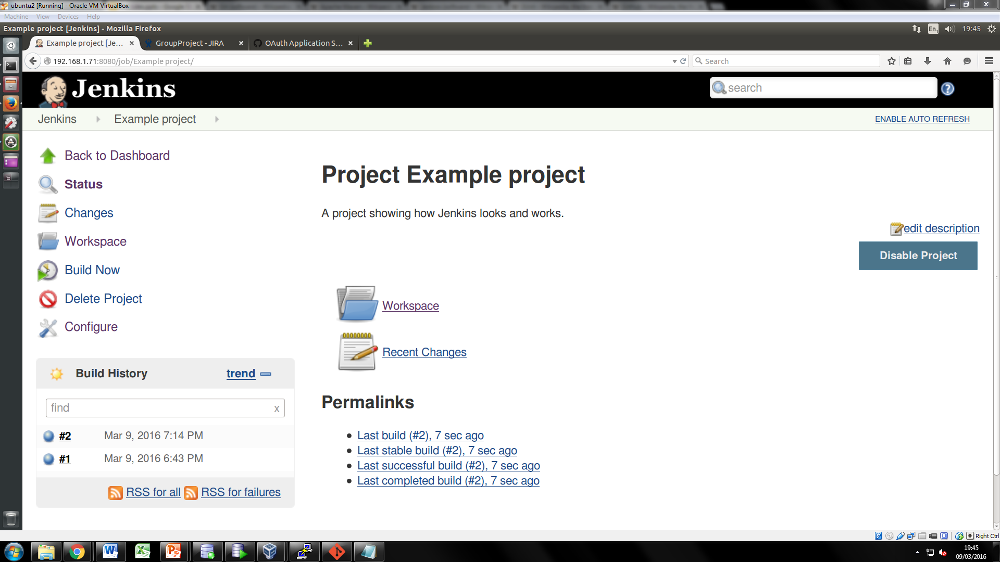 ubuntu2 [Running] - Oracle VM VirtualBox
Machine View Devices Help
Example project [Jenkins] - Mozilla Firefox
En1 19:45
Example project [Je... × GroupProject - JIRA × OAuth Application S... ×
192.168.1.71:8080/job/Example project/ Search
Jenkins search ?
Jenkins Example project ENABLE AUTO REFRESH
Back to Dashboard
Status
Changes
Workspace
Build Now
Delete Project
Configure
Build History trend
find x
#2 Mar 9, 2016 7:14 PM
#1 Mar 9, 2016 6:43 PM
RSS for all RSS for failures
Project Example project
A project showing how Jenkins looks and works.
edit description
Disable Project
Workspace
Recent Changes
Permalinks
Last build (#2), 7 sec ago
Last stable build (#2), 7 sec ago
Last successful build (#2), 7 sec ago
Last completed build (#2), 7 sec ago
Right Ctrl
19:45
09/03/2016